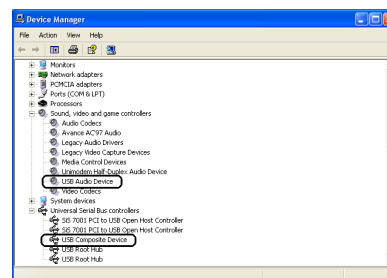 Device Manager
File Action View Help
Monitors
Network adapters
PCMCIA adapters
Ports (COM & LPT)
Processors
Sound, video and game controllers
Audio Codecs
Avance AC'97 Audio
Legacy Audio Drivers
Legacy Video Capture Devices
Media Control Devices
Unimodem Half-Duplex Audio Device
USB Audio Device
Video Codecs
System devices
Universal Serial Bus controllers
SiS 7001 PCI to USB Open Host Controller
SiS 7001 PCI to USB Open Host Controller
USB Composite Device
USB Root Hub
USB Root Hub